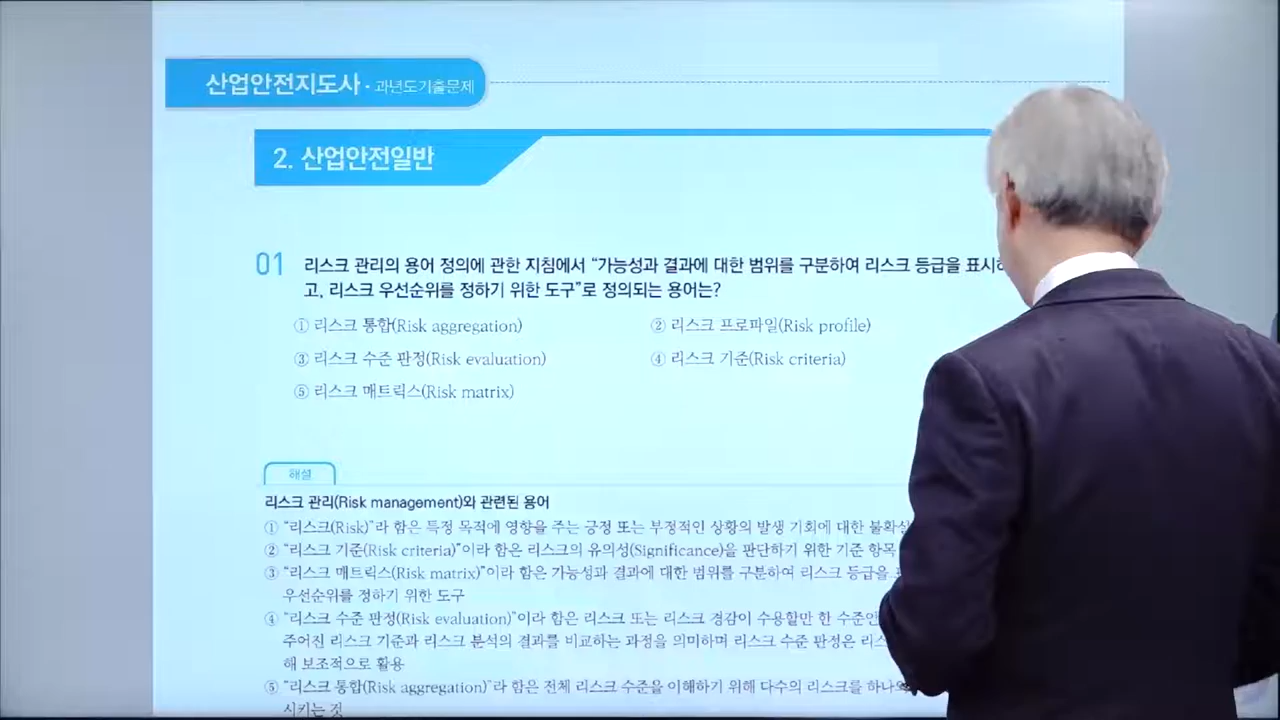 산업안전지도사 · 과년도기출문제
2. 산업안전일반
01 리스크 관리의 용어 정의에 관한 지침에서 “가능성과 결과에 대한 범위를 구분하여 리스크 등급을 표시하
고, 리스크 우선순위를 정하기 위한 도구”로 정의되는 용어는?
① 리스크 통합(Risk aggregation) ② 리스크 프로파일(Risk profile)
③ 리스크 수준 판정(Risk evaluation) ④ 리스크 기준(Risk criteria)
⑤ 리스크 매트릭스(Risk matrix)
해설
리스크 관리(Risk management)와 관련된 용어
① “리스크(Risk)”라 함은 특정 목적에 영향을 주는 긍정 또는 부정적인 상황의 발생 기회에 대한
② “리스크 기준(Risk criteria)”이라 함은 리스크의 유의성(Significance)을 판단하기 위한 기준 항목
③ “리스크 매트릭스(Risk matrix)”이라 함은 가능성과 결과에 대한 범위를 구분하여 리스크 등급을
우선순위를 정하기 위한 도구
④ “리스크 수준 판정(Risk evaluation)”이라 함은 리스크 또는 리스크 경감이 수용할만 한
주어진 리스크 기준과 리스크 분석의 결과를 비교하는 과정을 의미하며 리스크 수준 판정은
해 보조적으로 활용
⑤ “리스크 통합(Risk aggregation)”라 함은 전체 리스크 수준을 이해하기 위해 다수의 리스크를
시키는 것